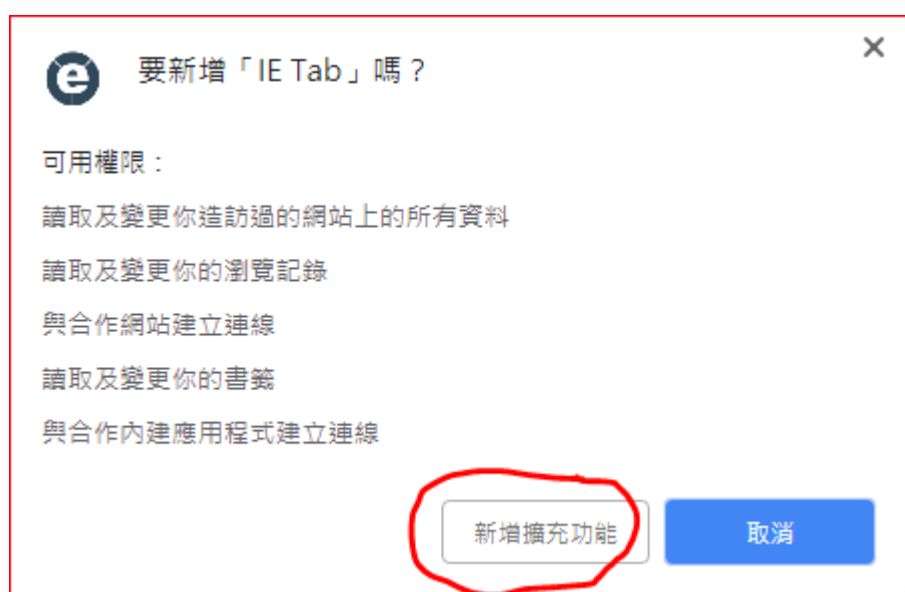 要新增「IE Tab」嗎？
可用權限：
讀取及變更你造訪過的網站上的所有資料
讀取及變更你的瀏覽記錄
與合作網站建立連線
讀取及變更你的書籤
與合作內建應用程式建立連線
新增擴充功能 取消